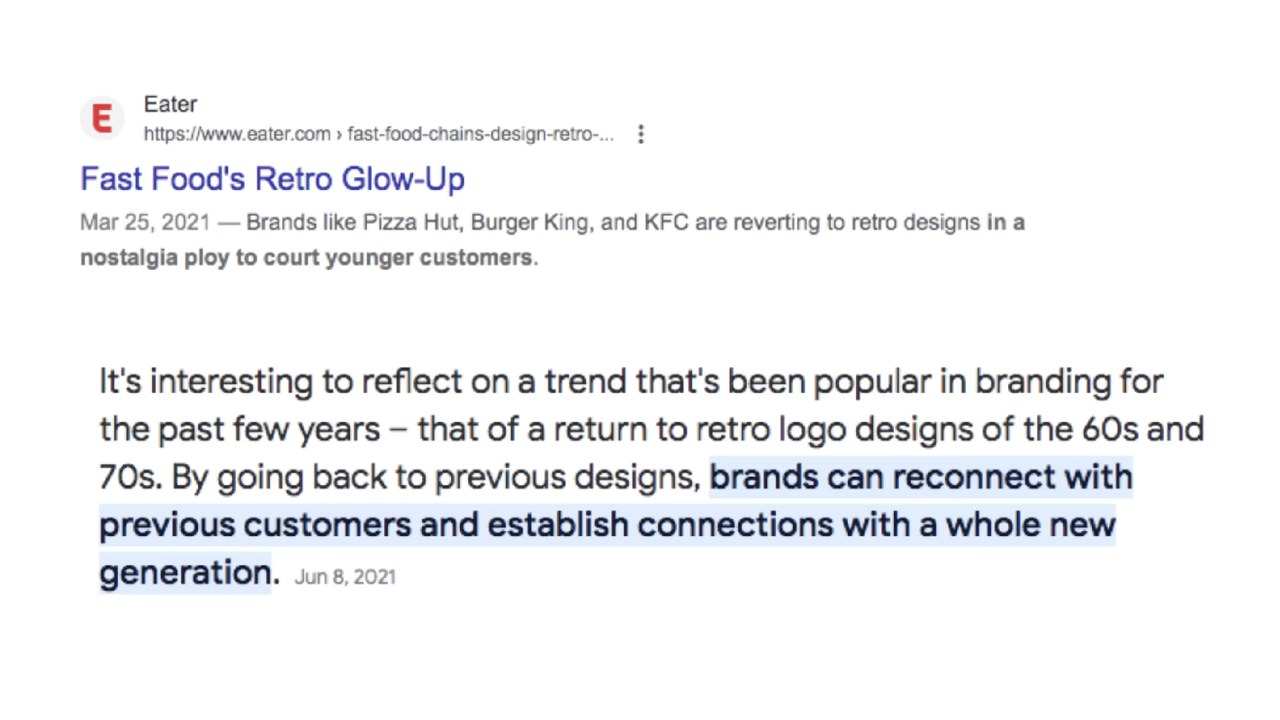 E
Eater
https://www.eater.com › fast-food-chains-design-retro-...
Fast Food's Retro Glow-Up
Mar 25, 2021 — Brands like Pizza Hut, Burger King, and KFC are reverting to retro designs in a
nostalgia ploy to court younger customers.
It's interesting to reflect on a trend that's been popular in branding for
the past few years – that of a return to retro logo designs of the 60s and
70s. By going back to previous designs, brands can reconnect with
previous customers and establish connections with a whole new
generation. Jun 8, 2021